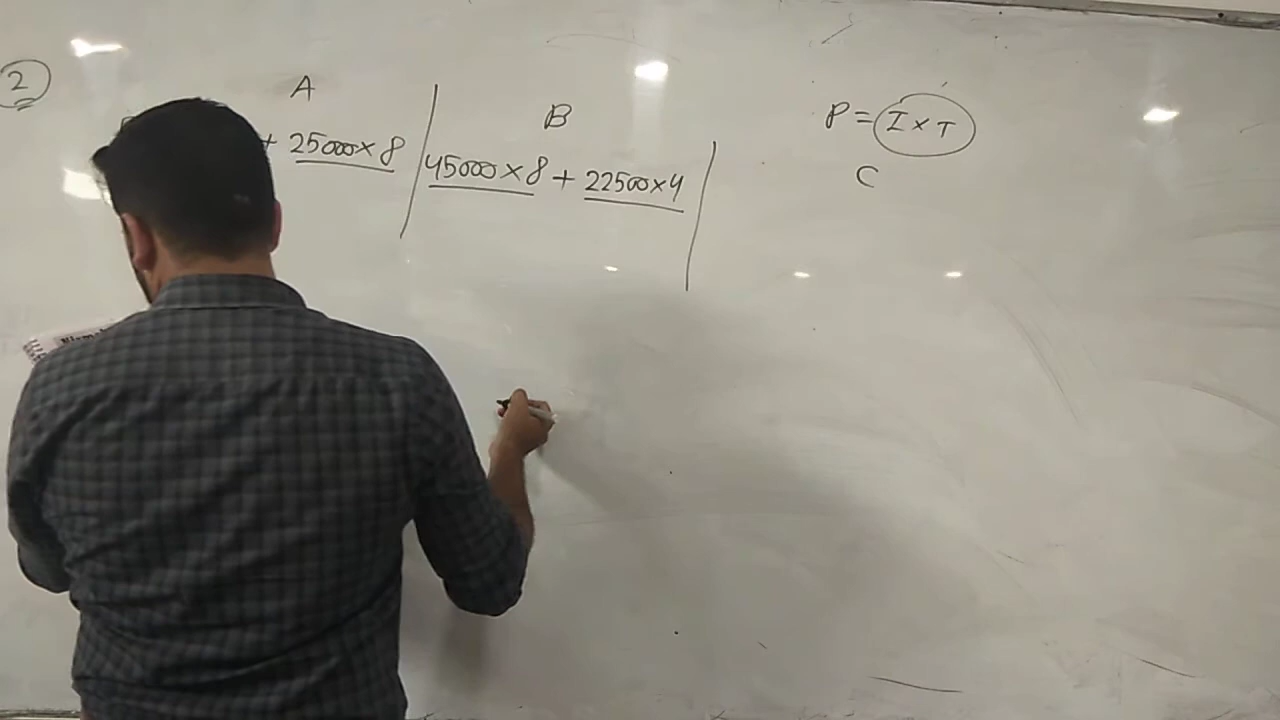 2
A
+ 25000×8
B
45000×8 + 22500×4
P = I × T
C